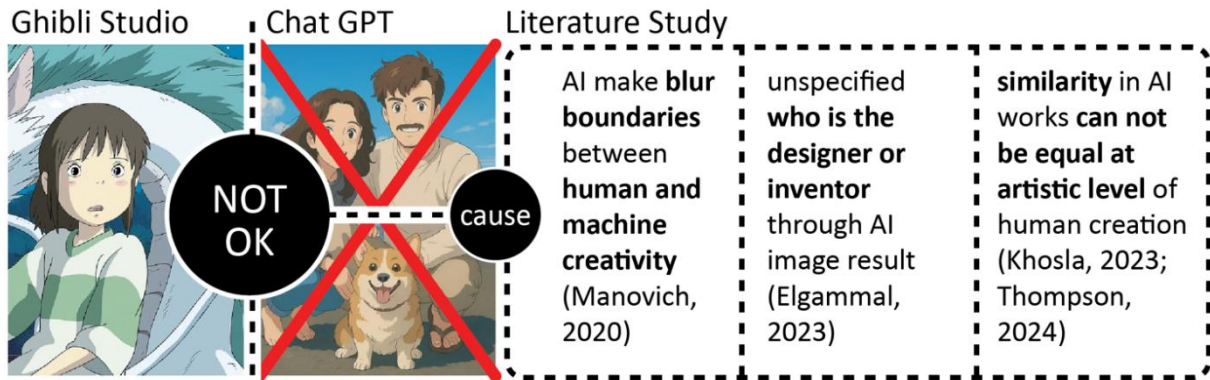 Ghibli Studio
Chat GPT
Literature Study
NOT
OK
cause
AI make blur
boundaries
between
human and
machine
creativity
(Manovich,
2020)
unspecified
who is the
designer or
inventor
through AI
image result
(Elgammal,
2023)
similarity in AI
works can not
be equal at
artistic level of
human creation
(Khosla, 2023;
Thompson,
2024)